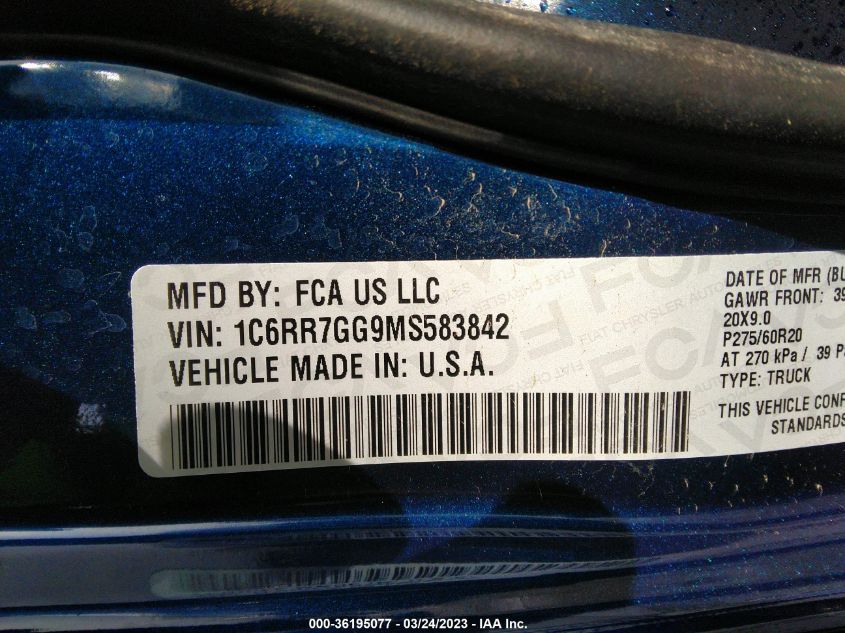 MFD BY: FCA US LLC
VIN: 1C6RR7GG9MS583842
VEHICLE MADE IN: U.S.A.
DATE OF MFR (BU
GAWR FRONT: 39
20X9.0
P275/60R20
AT 270 kPa / 39 P
TYPE: TRUCK
THIS VEHICLE CONF
STANDARDS
000-36195077 - 03/24/2023 - IAA Inc.